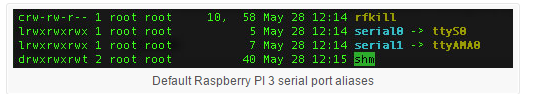 crw-rw-r-- 1 root root 10, 58 May 28 12:14 rfkill
lrwxrwxrwx 1 root root 5 May 28 12:14 serial0 -> ttyS0
lrwxrwxrwx 1 root root 7 May 28 12:14 serial1 -> ttyAMA0
drwxrwxrwt 2 root root 40 May 28 12:15 shm
Default Raspberry PI 3 serial port aliases